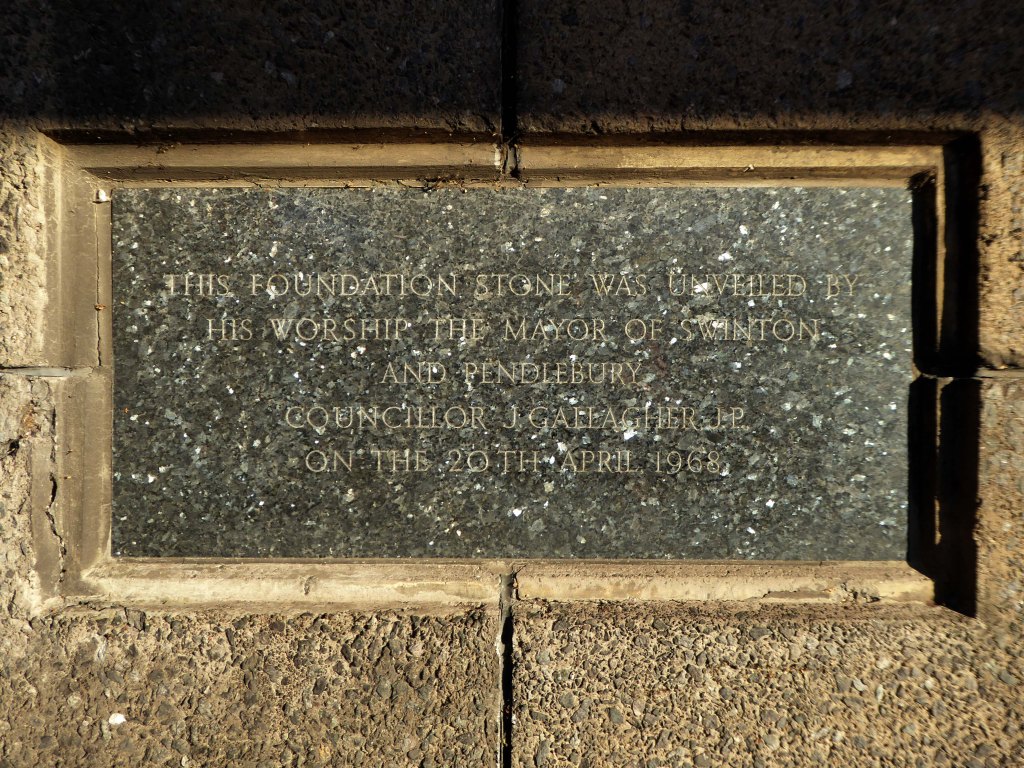 THIS FOUNDATION STONE WAS UNVEILED BY
HIS WORSHIP THE MAYOR OF SWINTON
AND PENDLEBURY
COUNCILLOR J. GALLAGHER, J.P.
ON THE 20TH APRIL, 1968